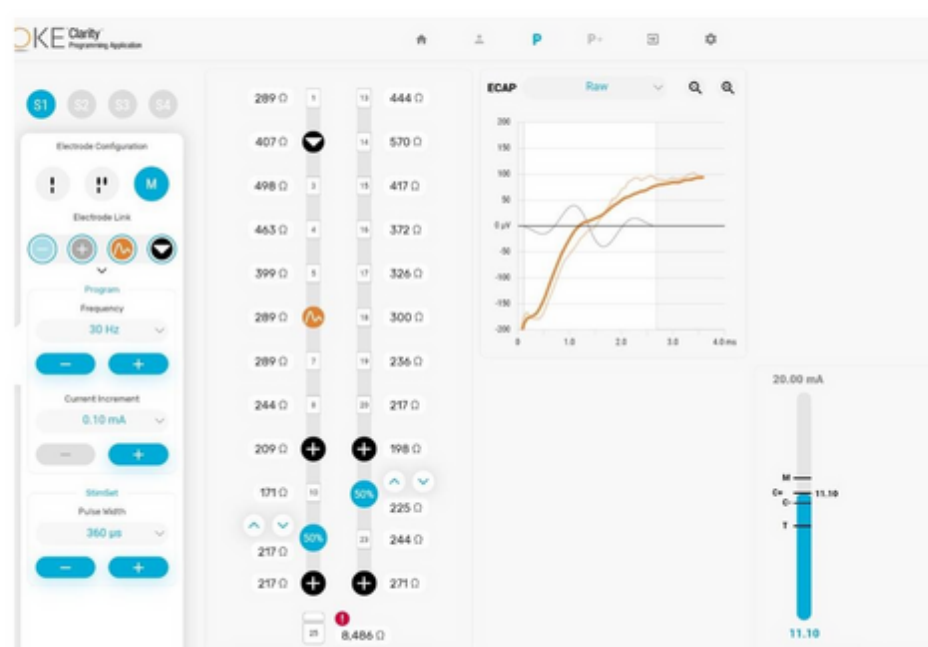 OKE Clarity
Programming Application
P
P+
S1 S2 S3 S4
Electrode Configuration
M
Electrode Link
Program
Frequency
30 Hz
− +
Current Increment
0.10 mA
− +
StimSet
Pulse Width
360 µs
− +
289 Ω 1 13 444 Ω
407 Ω 14 570 Ω
498 Ω 3 15 417 Ω
463 Ω 4 16 372 Ω
399 Ω 5 17 326 Ω
289 Ω 18 300 Ω
289 Ω 7 19 236 Ω
244 Ω 8 20 217 Ω
209 Ω + + 198 Ω
171 Ω 10 50% 225 Ω
217 Ω 50% 23 244 Ω
217 Ω + + 271 Ω
25 ! 8,486 Ω
ECAP Raw
200
150
100
50
0 µV
-50
-100
-150
-200
0 1.0 2.0 3.0 4.0 ms
20.00 mA
M
C+ 11.10
C-
T
11.10